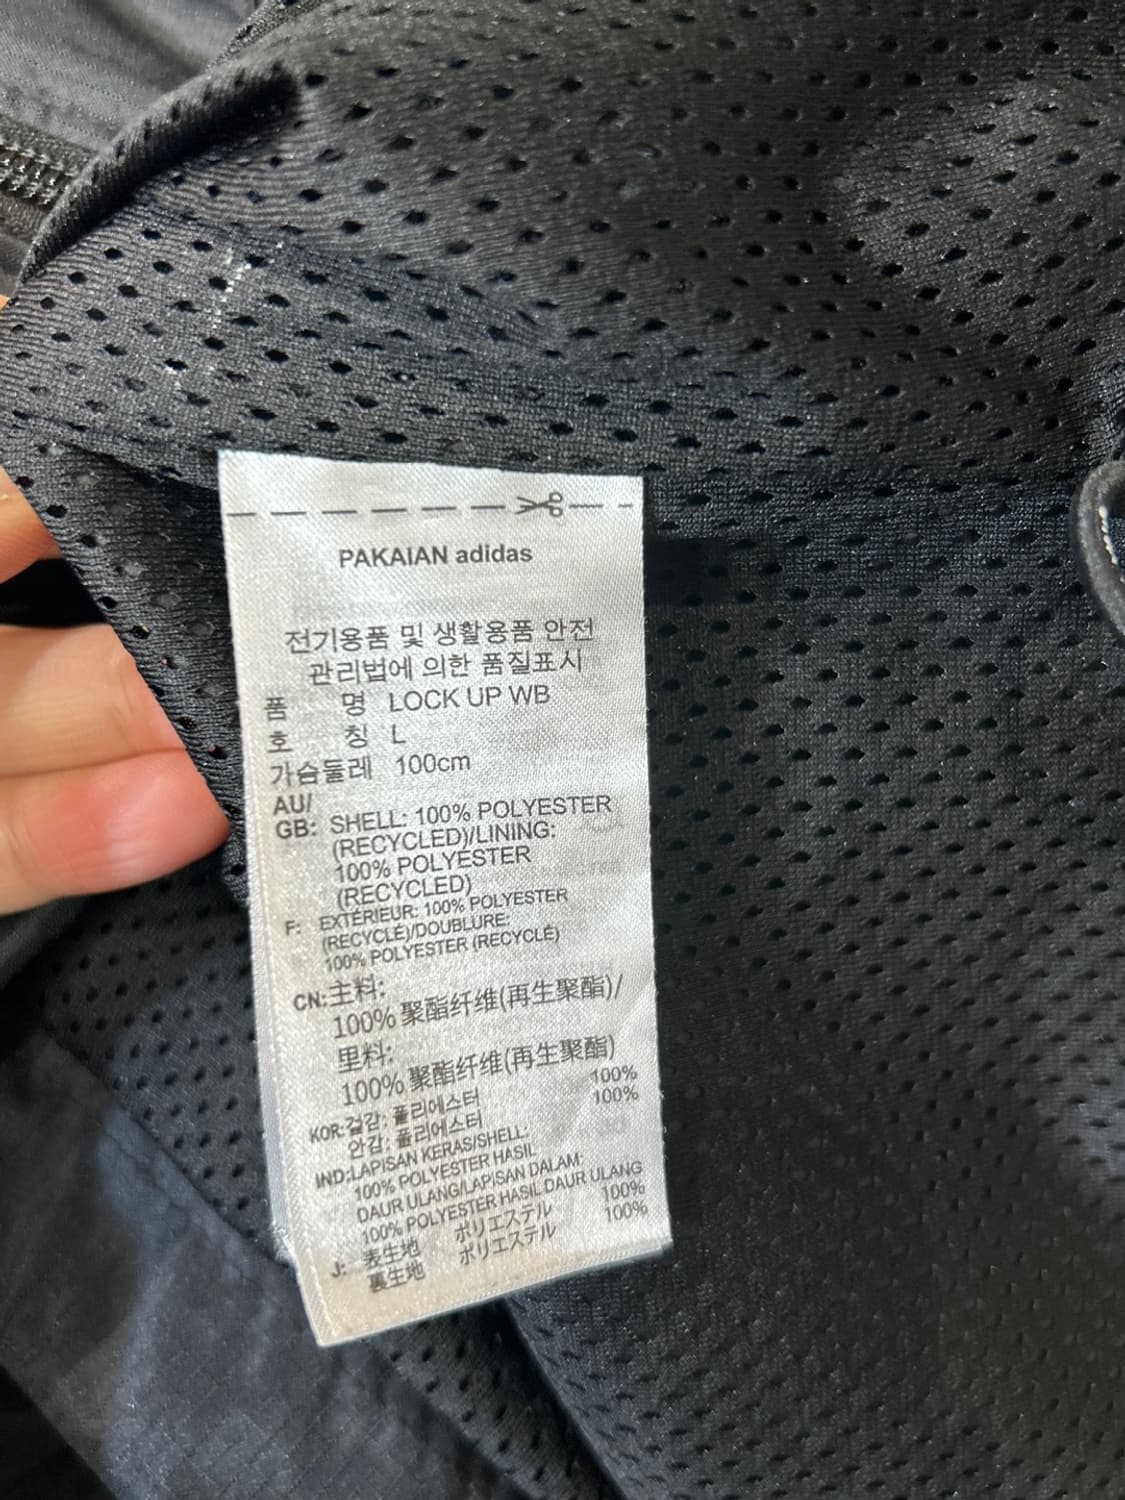 PAKAIAN adidas
전기용품 및 생활용품 안전
관리법에 의한 품질표시
품 명 LOCK UP WB
호 칭 L
가슴둘레 100cm
AU/
GB: SHELL: 100% POLYESTER
(RECYCLED)/LINING:
100% POLYESTER
(RECYCLED)
F: EXTÉRIEUR: 100% POLYESTER
(RECYCLÉ)/DOUBLURE:
100% POLYESTER (RECYCLÉ)
CN:主料:
100% 聚酯纤维(再生聚酯)/
里料:
100% 聚酯纤维(再生聚酯)
KOR:겉감: 폴리에스터 100%
안감: 폴리에스터 100%
IND:LAPISAN KERAS/SHELL:
100% POLYESTER HASIL
DAUR ULANG/LAPISAN DALAM:
100% POLYESTER HASIL DAUR ULANG
J: 表生地 ポリエステル 100%
裏生地 ポリエステル 100%